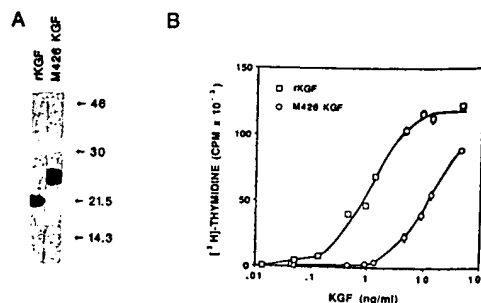 A
rKGF
M426 KGF
46
30
21.5
14.3
B
rKGF
M426 KGF
[³H]-THYMIDINE (CPM x 10⁻³)
150
100
50
0
.01
.1
1
10
100
KGF (ng/ml)